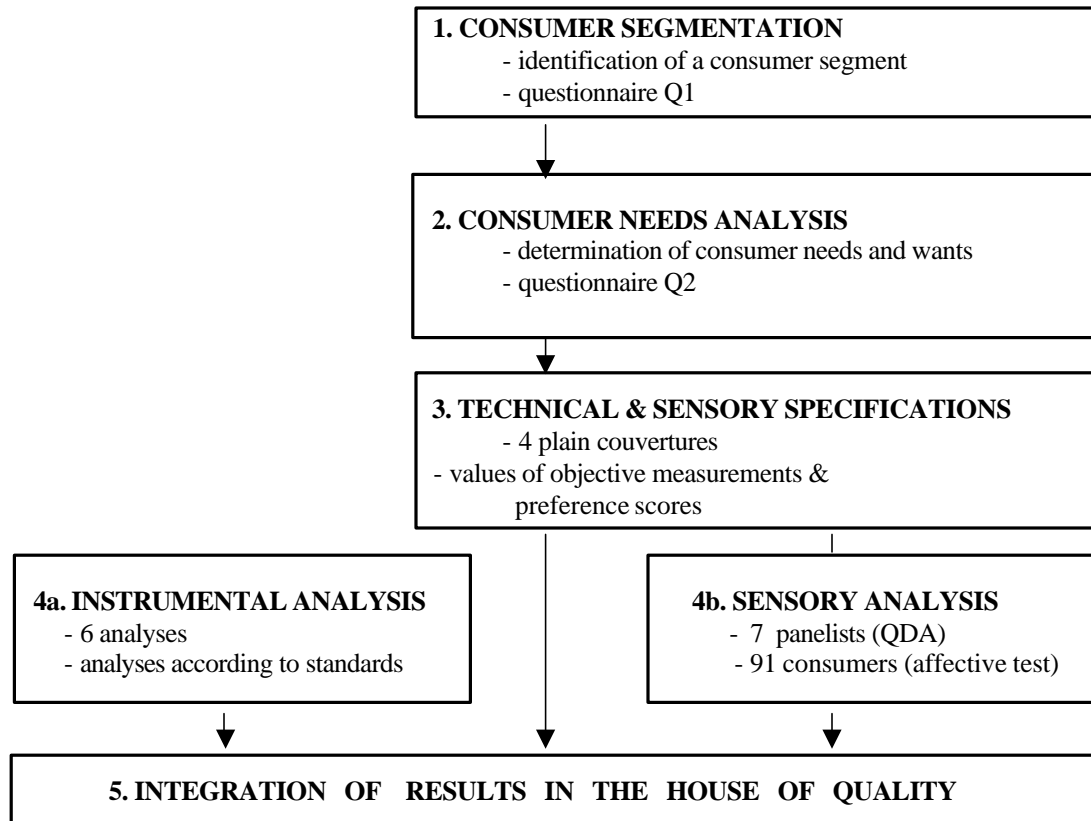 1. CONSUMER SEGMENTATION
- identification of a consumer segment
- questionnaire Q1
2. CONSUMER NEEDS ANALYSIS
- determination of consumer needs and wants
- questionnaire Q2
3. TECHNICAL & SENSORY SPECIFICATIONS
- 4 plain couvertures
- values of objective measurements &
preference scores
4a. INSTRUMENTAL ANALYSIS
- 6 analyses
- analyses according to standards
4b. SENSORY ANALYSIS
- 7 panelists (QDA)
- 91 consumers (affective test)
5. INTEGRATION OF RESULTS IN THE HOUSE OF QUALITY